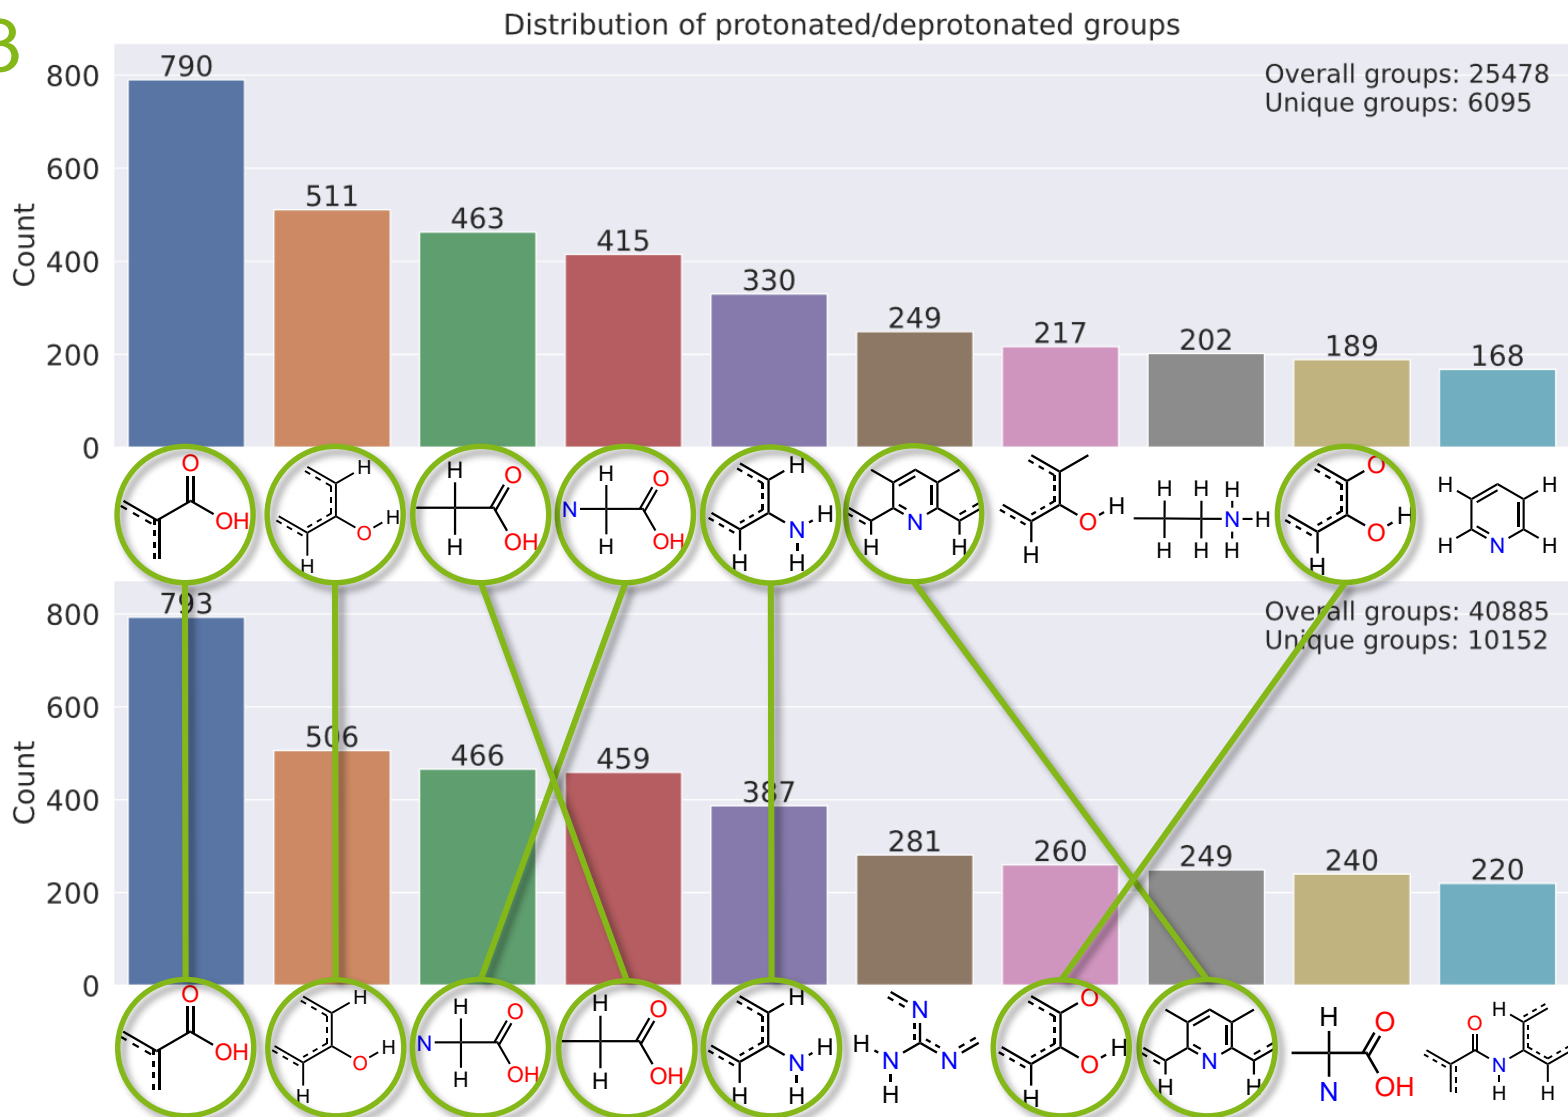 B
Distribution of protonated/deprotonated groups
Count
800
600
400
200
0
790
511
463
415
330
249
217
202
189
168
Overall groups: 25478
Unique groups: 6095
O
OH
H
O H
H
H
H
O
OH
H
N
H
O
OH
H
H
N H
H
H
N
H
H
O H
H
H H H
N H
H H H
O
O H
H
H H
H N H
Count
800
600
400
200
0
793
506
466
459
387
281
260
249
240
220
Overall groups: 40885
Unique groups: 10152
O
OH
H
O H
H
H
N
H
O
OH
H
H
O
OH
H
H
N H
H
N
H N N
H
O
O H
H
N
H H
H
N
O
OH
O
H
N
H
H